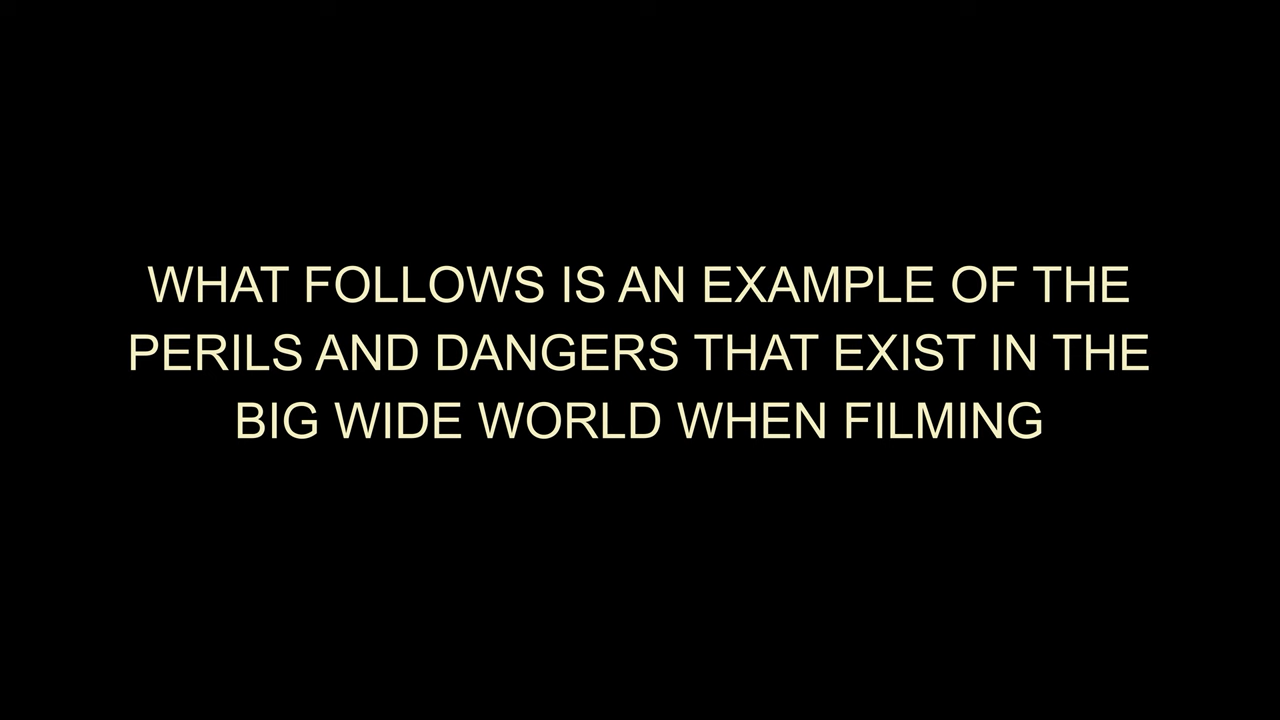 WHAT FOLLOWS IS AN EXAMPLE OF THE
PERILS AND DANGERS THAT EXIST IN THE
BIG WIDE WORLD WHEN FILMING